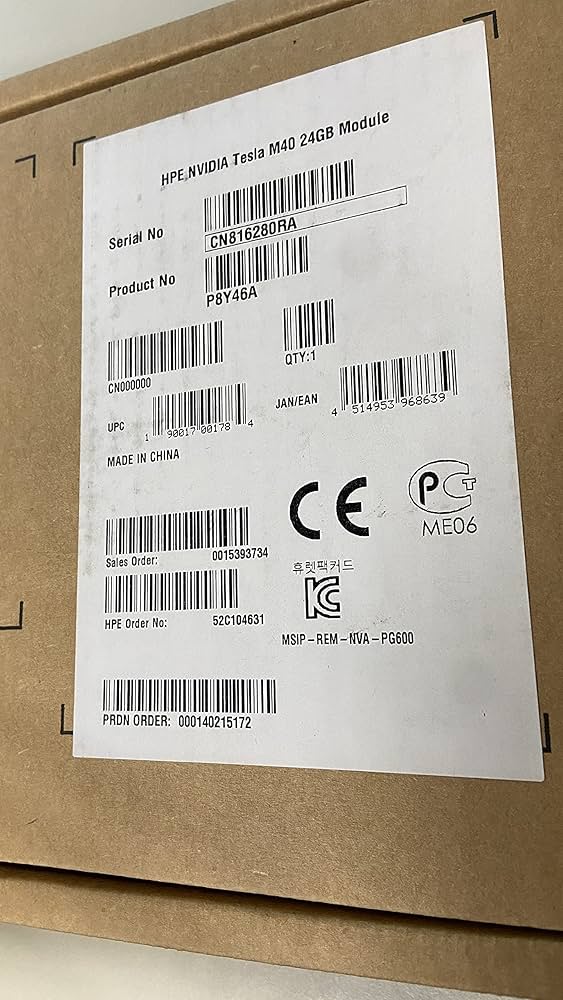 HPE NVIDIA Tesla M40 24GB Module
Serial No
CN816280RA
Product No
P8Y46A
CN000000
QTY:1
UPC
1 90017 00178 4
JAN/EAN
4 514953 968639
MADE IN CHINA
CE
PCT
ME06
Sales Order: 0015393734
휴렛팩커드
HPE Order No: 52C104631
MSIP-REM-NVA-PG600
PRDN ORDER: 000140215172